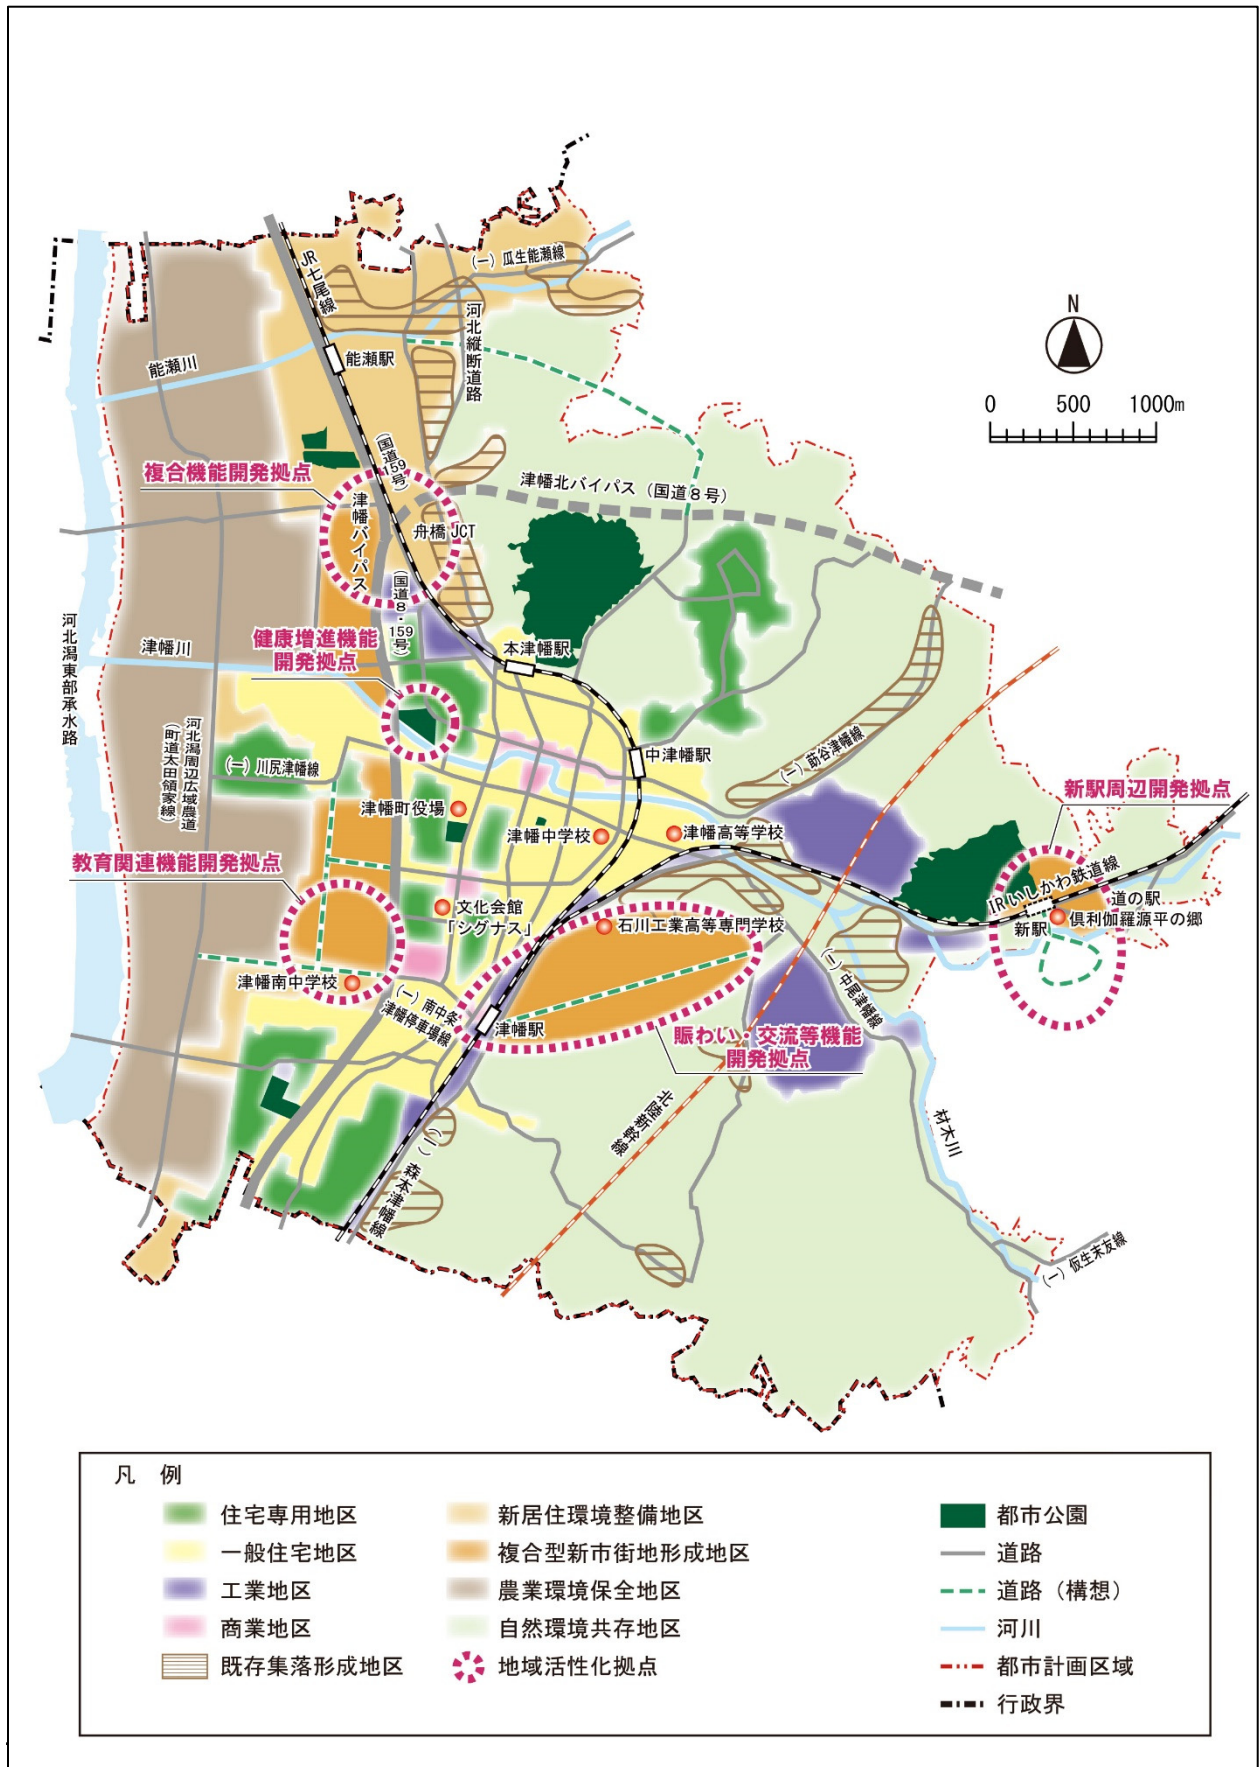 (一)瓜生能瀬線
JR七尾線
河北縦断道路
N
能瀬駅
能瀬川
0 500 1000m
(国道159号)
複合機能開発拠点
津幡北バイパス(国道8号)
津幡バイパス
舟橋JCT
(国道8・159号)
健康増進機能
開発拠点
津幡川
本津幡駅
河北潟東部承水路
河北潟周辺広域農道
(町道太田領家線)
中津幡駅
(一)莇谷津幡線
(一)川尻津幡線
新駅周辺開発拠点
津幡町役場
津幡中学校
津幡高等学校
教育関連機能開発拠点
IRいしかわ鉄道線
道の駅
倶利伽羅源平の郷
新駅
文化会館
「シグナス」
石川工業高等専門学校
(一)中尾津幡線
津幡南中学校
(一)南中条
津幡停車場線
津幡駅
賑わい・交流等機能
開発拠点
北陸新幹線
材木川
(一)森本津幡線
(一)仮生末友線
凡 例
住宅専用地区
新居住環境整備地区
都市公園
一般住宅地区
複合型新市街地形成地区
道路
工業地区
農業環境保全地区
道路(構想)
商業地区
自然環境共存地区
河川
既存集落形成地区
地域活性化拠点
都市計画区域
行政界